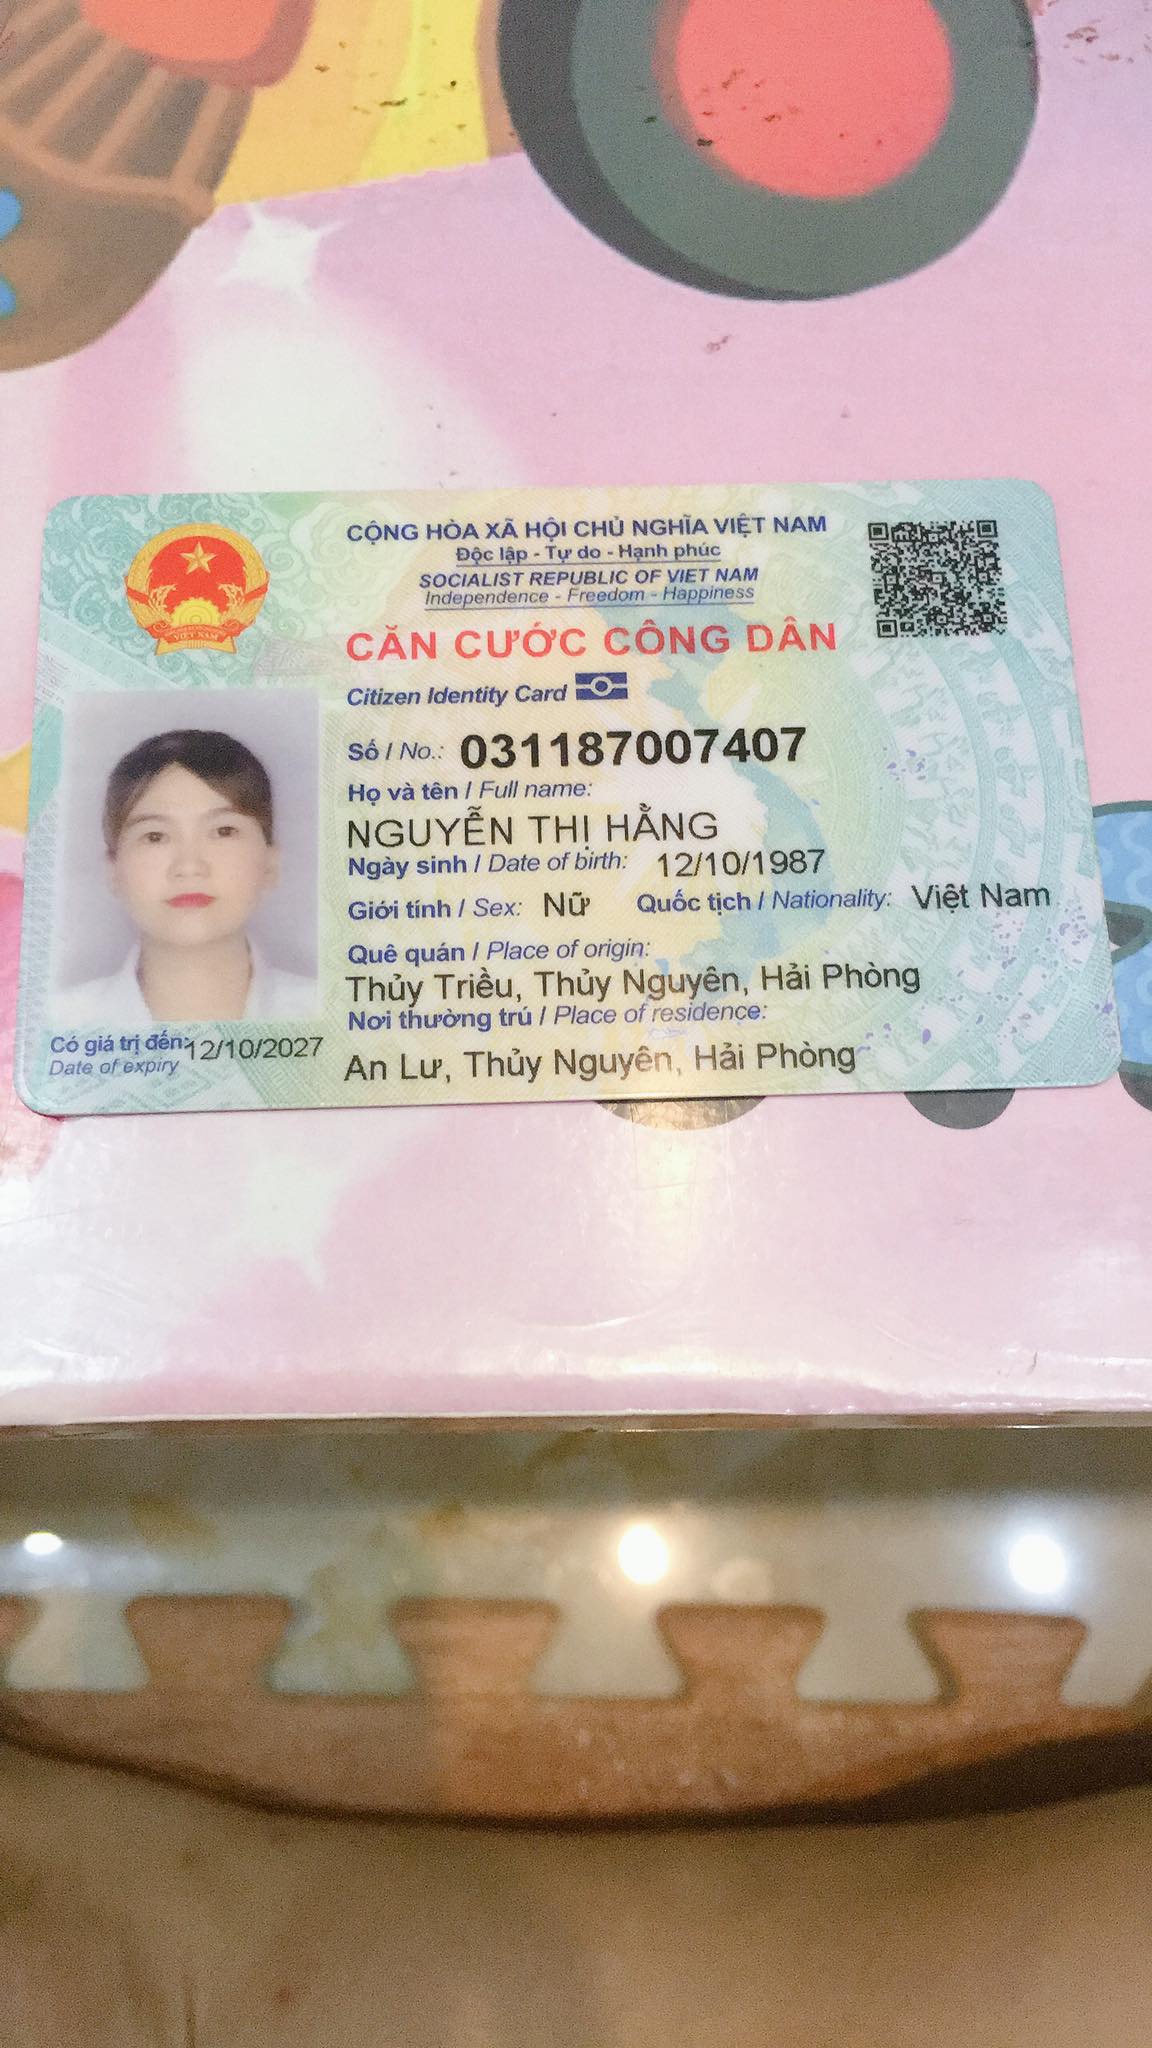 CỘNG HÒA XÃ HỘI CHỦ NGHĨA VIỆT NAM
Độc lập - Tự do - Hạnh phúc
SOCIALIST REPUBLIC OF VIET NAM
Independence - Freedom - Happiness
CĂN CƯỚC CÔNG DÂN
Citizen Identity Card
Số / No.: 031187007407
Họ và tên / Full name:
NGUYỄN THỊ HẰNG
Ngày sinh / Date of birth: 12/10/1987
Giới tính / Sex: Nữ Quốc tịch / Nationality: Việt Nam
Quê quán / Place of origin:
Thủy Triều, Thủy Nguyên, Hải Phòng
Nơi thường trú / Place of residence:
An Lư, Thủy Nguyên, Hải Phòng
Có giá trị đến: 12/10/2027
Date of expiry
VIỆT NAM